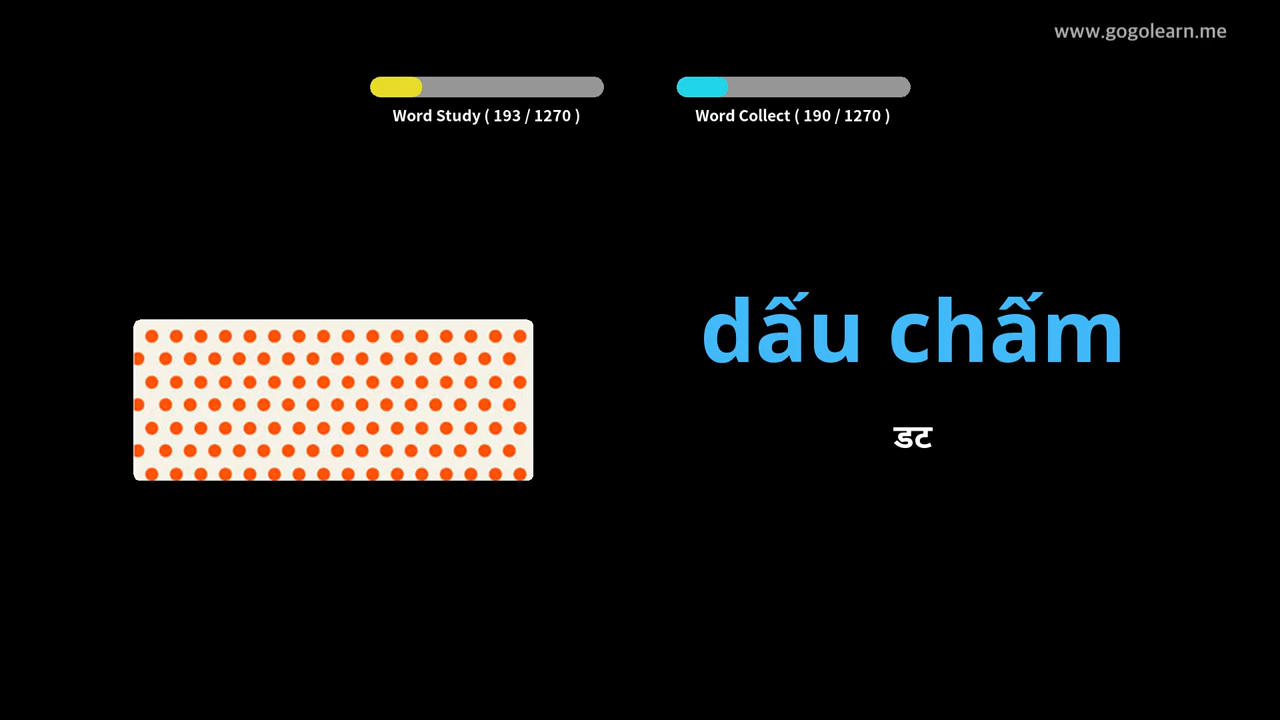 www.gogolearn.me
Word Study ( 193 / 1270 )
Word Collect ( 190 / 1270 )
dấu chấm
डट